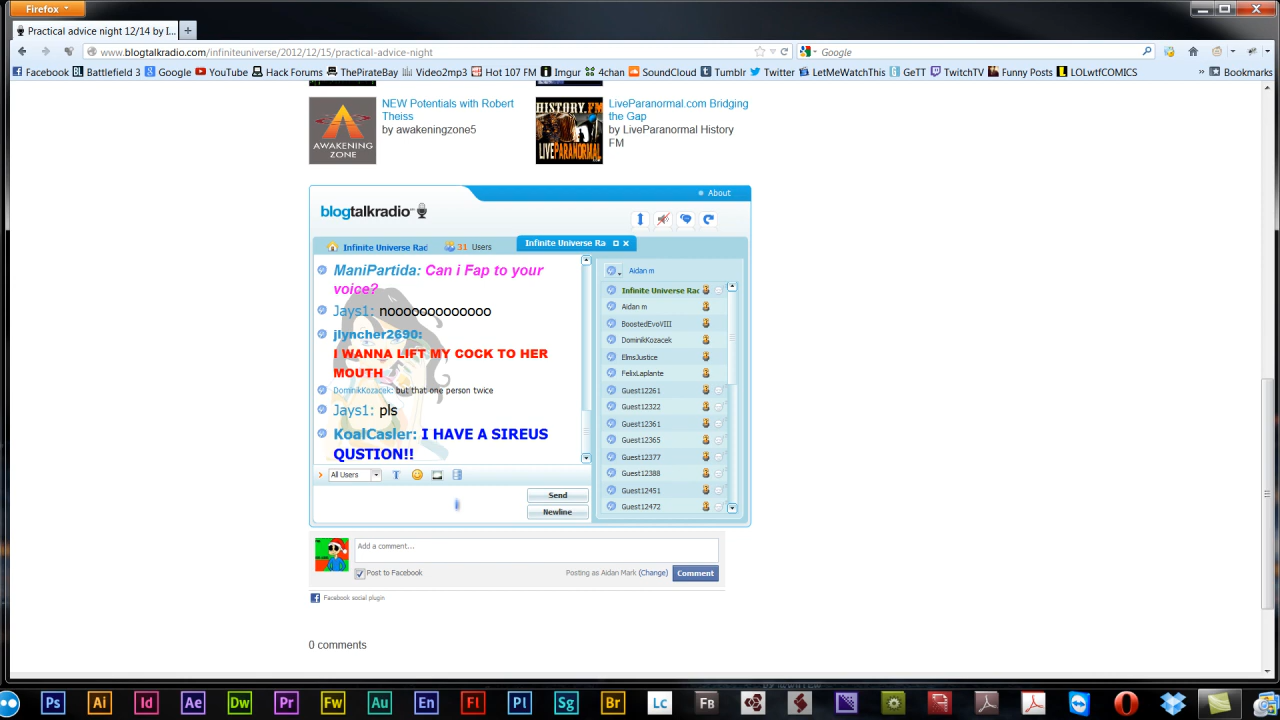 Firefox
Practical advice night 12/14 by I...
www.blogtalkradio.com/infiniteuniverse/2012/12/15/practical-advice-night
Google
Facebook Battlefield 3 Google YouTube Hack Forums ThePirateBay Video2mp3 Hot 107 FM Imgur 4chan SoundCloud Tumblr Twitter LetMeWatchThis GeTT TwitchTV Funny Posts LOLwtfCOMICS » Bookmarks
NEW Potentials with Robert
Theiss
by awakeningzone5
AWAKENING
ZONE
LiveParanormal.com Bridging
the Gap
by LiveParanormal History
FM
HISTORY.FM
LIVEPARANORMAL
About
blogtalkradio
Infinite Universe Rad
31 Users
Infinite Universe Ra
ManiPartida: Can i Fap to your
voice?
Jays1: nooooooooooooo
jlyncher2690:
I WANNA LIFT MY COCK TO HER
MOUTH
DominikKozacek: but that one person twice
Jays1: pls
KoalCasler: I HAVE A SIREUS
QUSTION!!
Aidan m
Infinite Universe Rad
Aidan m
BoostedEvoVIII
DominikKozacek
ElmsJustice
FelixLaplante
Guest12261
Guest12322
Guest12361
Guest12365
Guest12377
Guest12388
Guest12451
Guest12472
All Users
T
Send
Newline
Add a comment...
Post to Facebook
Posting as Aidan Mark (Change)
Comment
Facebook social plugin
0 comments
Ps Ai Id Ae Dw Pr Fw Au En Fl Pl Sg Br Lc Fb